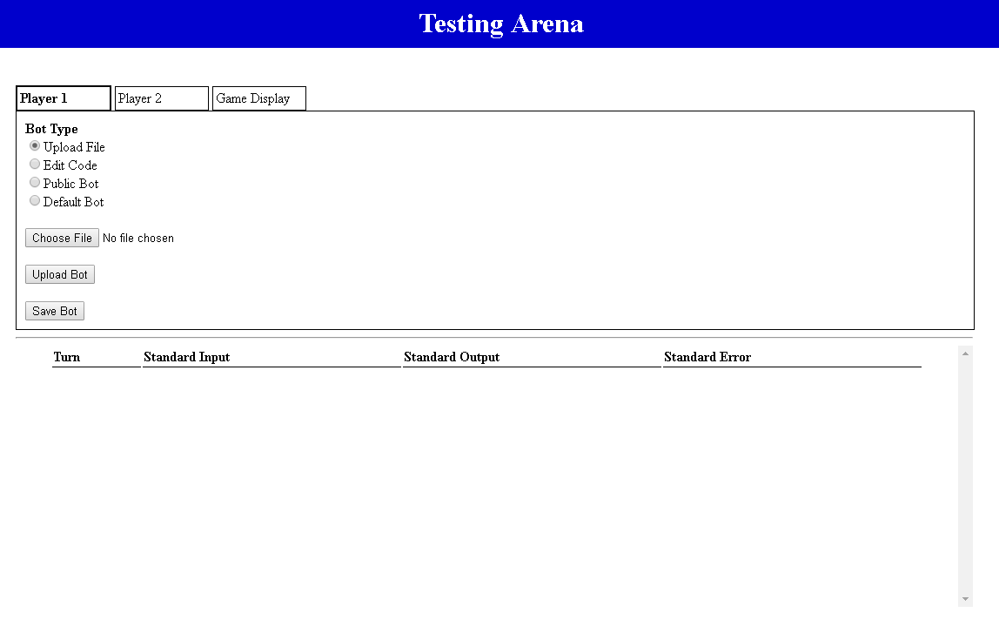 Testing Arena
Player 1 Player 2 Game Display
Bot Type
Upload File
Edit Code
Public Bot
Default Bot
Choose File No file chosen
Upload Bot
Save Bot
Turn Standard Input Standard Output Standard Error